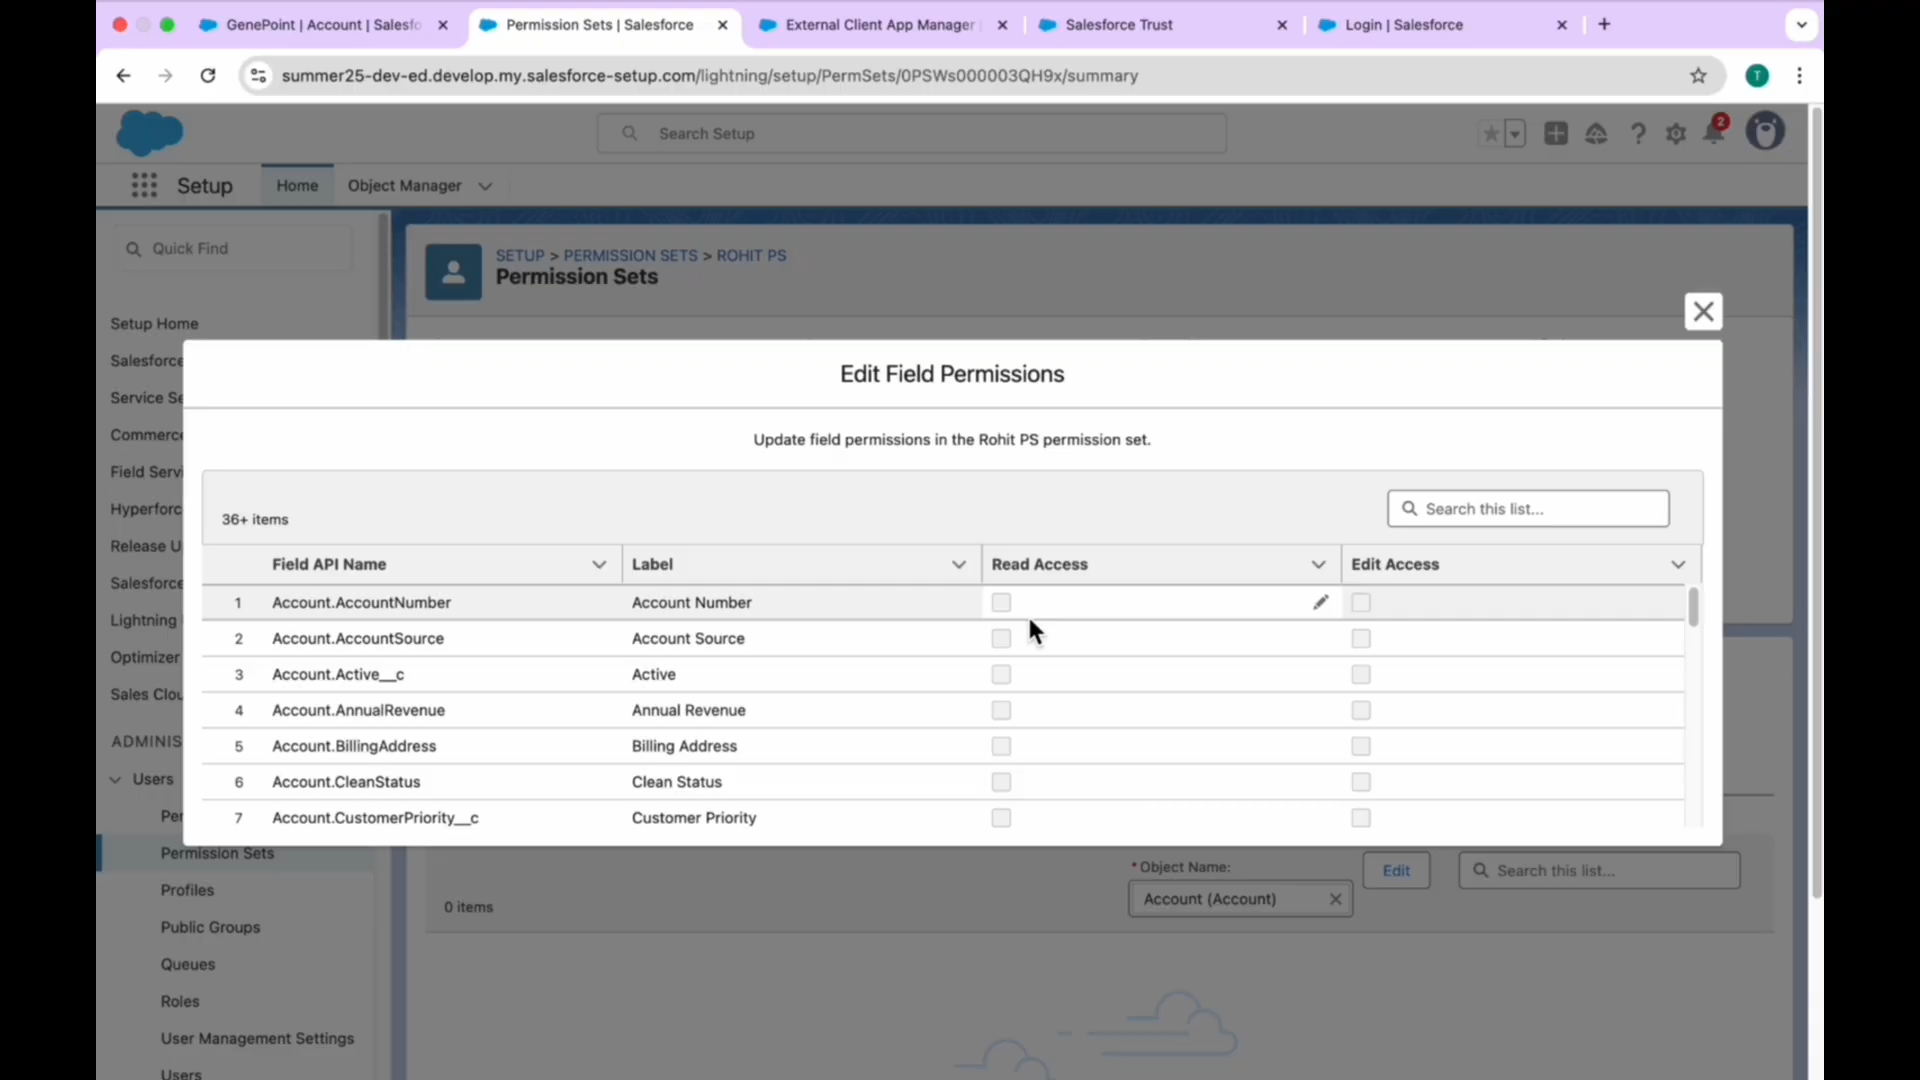 GenePoint | Account | Salesfo
Permission Sets | Salesforce
External Client App Manager
Salesforce Trust
Login | Salesforce
summer25-dev-ed.develop.my.salesforce-setup.com/lightning/setup/PermSets/0PSWs000003QH9x/summary
T
Search Setup
2
Setup
Home
Object Manager
Quick Find
SETUP > PERMISSION SETS > ROHIT PS
Permission Sets
Setup Home
Salesforce
Service Se
Commerce
Field Servi
Hyperforc
Release U
Salesforce
Lightning
Optimizer
Sales Clou
ADMINIS
Users
Per
Permission Sets
Profiles
Public Groups
Queues
Roles
User Management Settings
Users
Edit Field Permissions
Update field permissions in the Rohit PS permission set.
36+ items
Search this list...
Field API Name Label Read Access Edit Access
1 Account.AccountNumber Account Number
2 Account.AccountSource Account Source
3 Account.Active__c Active
4 Account.AnnualRevenue Annual Revenue
5 Account.BillingAddress Billing Address
6 Account.CleanStatus Clean Status
7 Account.CustomerPriority__c Customer Priority
0 items
* Object Name:
Account (Account)
Edit
Search this list...